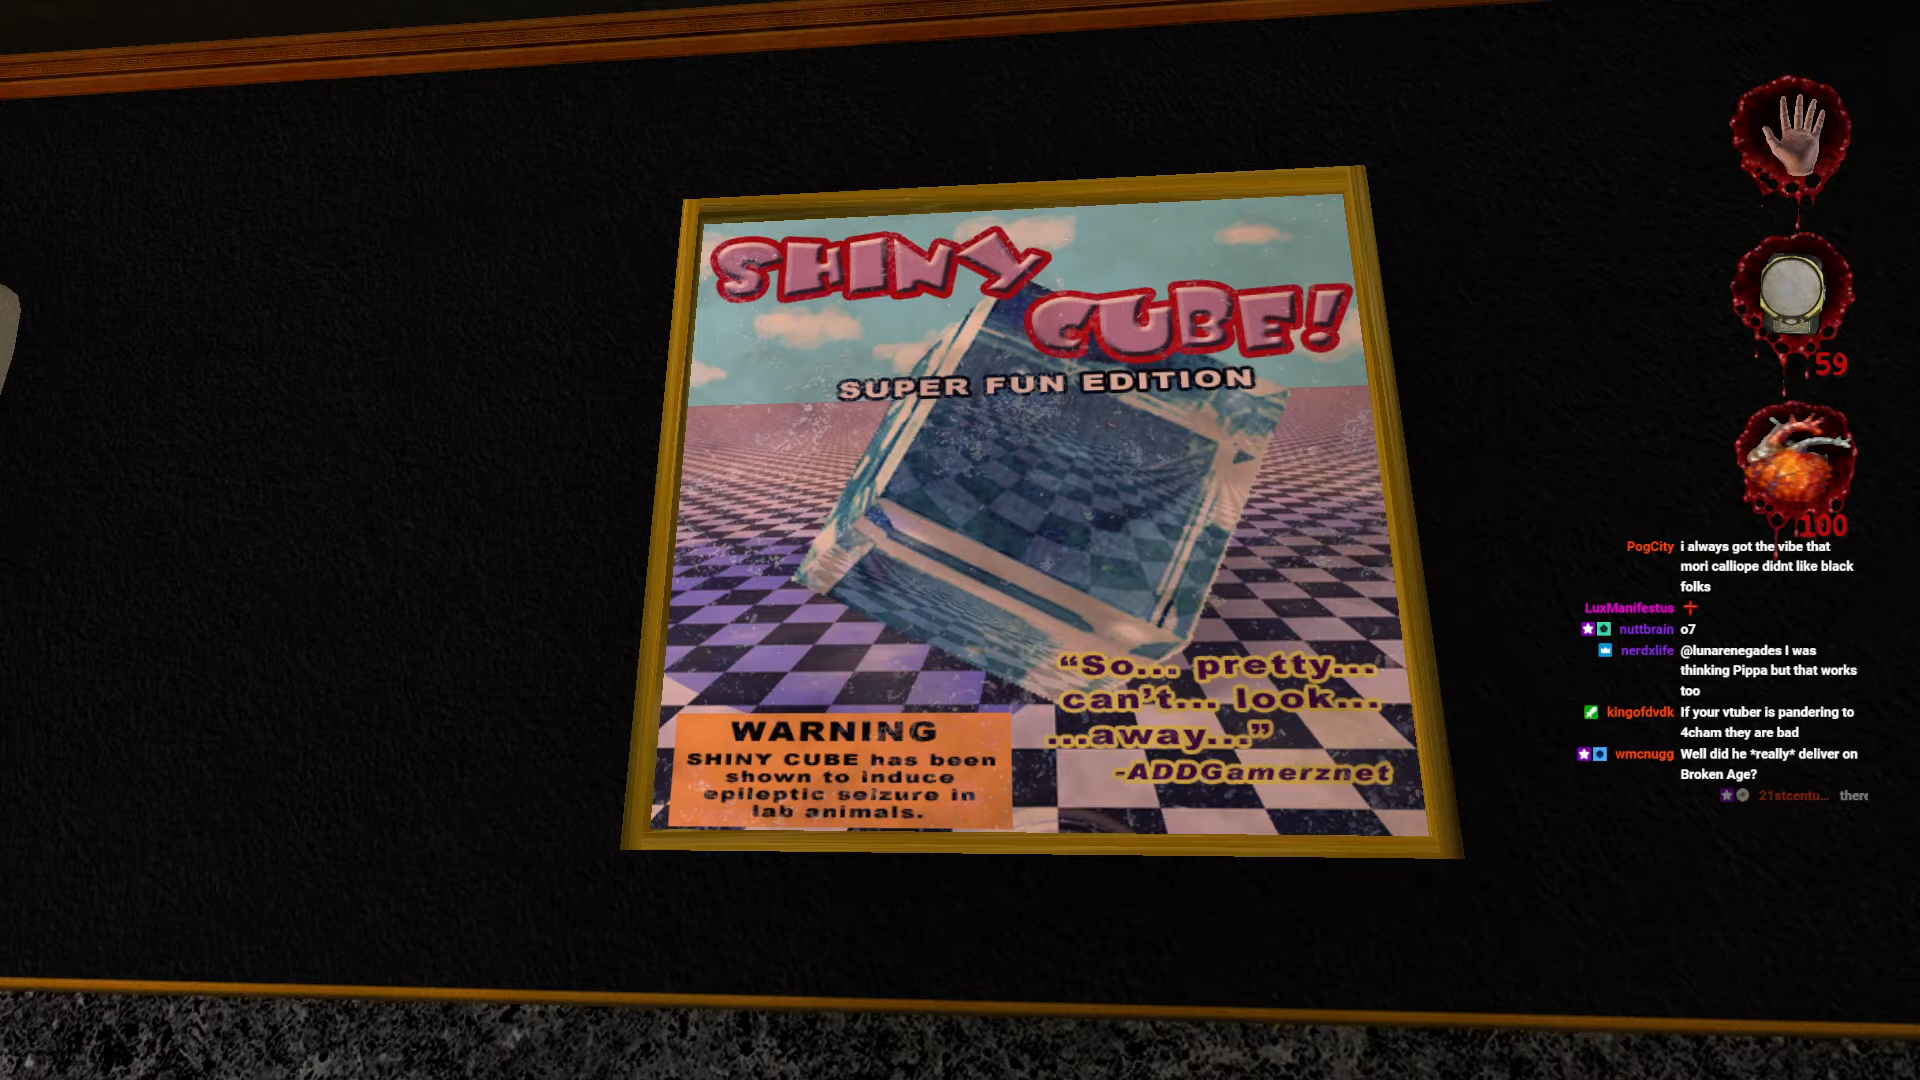 SHINY
CUBE!
SUPER FUN EDITION
"So... pretty...
can't... look...
...away..."
-ADDGamerznet
WARNING
SHINY CUBE has been
shown to induce
epileptic seizure in
lab animals.
59
100
PogCity i always got the vibe that
mori calliope didnt like black
folks
LuxManifestus
nuttbrain o7
nerdxlife @lunarenegades I was
thinking Pippa but that works
too
kingofdvdk If your vtuber is pandering to
4cham they are bad
wmcnugg Well did he *really* deliver on
Broken Age?
21stcentu... there